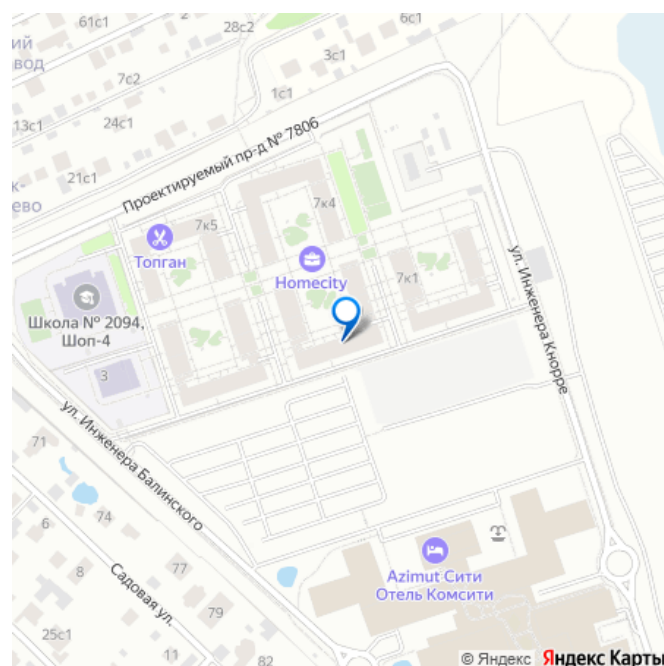 61с1
28с2
6с1
3с1
ский
вод
7с2
1с1
13с1
24с1
21с1
Проектируемый пр-д № 7806
к-
ево
7к5
7к4
Топган
Homecity
7к1
ул. Инженера Кнорре
Школа № 2094,
Шоп-4
3
ул. Инженера Балинского
71
74
6
8
77
Садовая ул.
79
Azimut Сити
Отель Комсити
25с1
11
82
© Яндекс Яндекс Карты